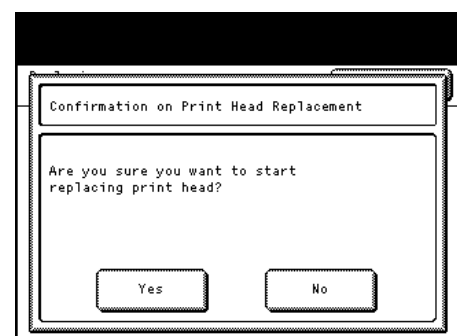 Confirmation on Print Head Replacement
Are you sure you want to start
replacing print head?
Yes
No